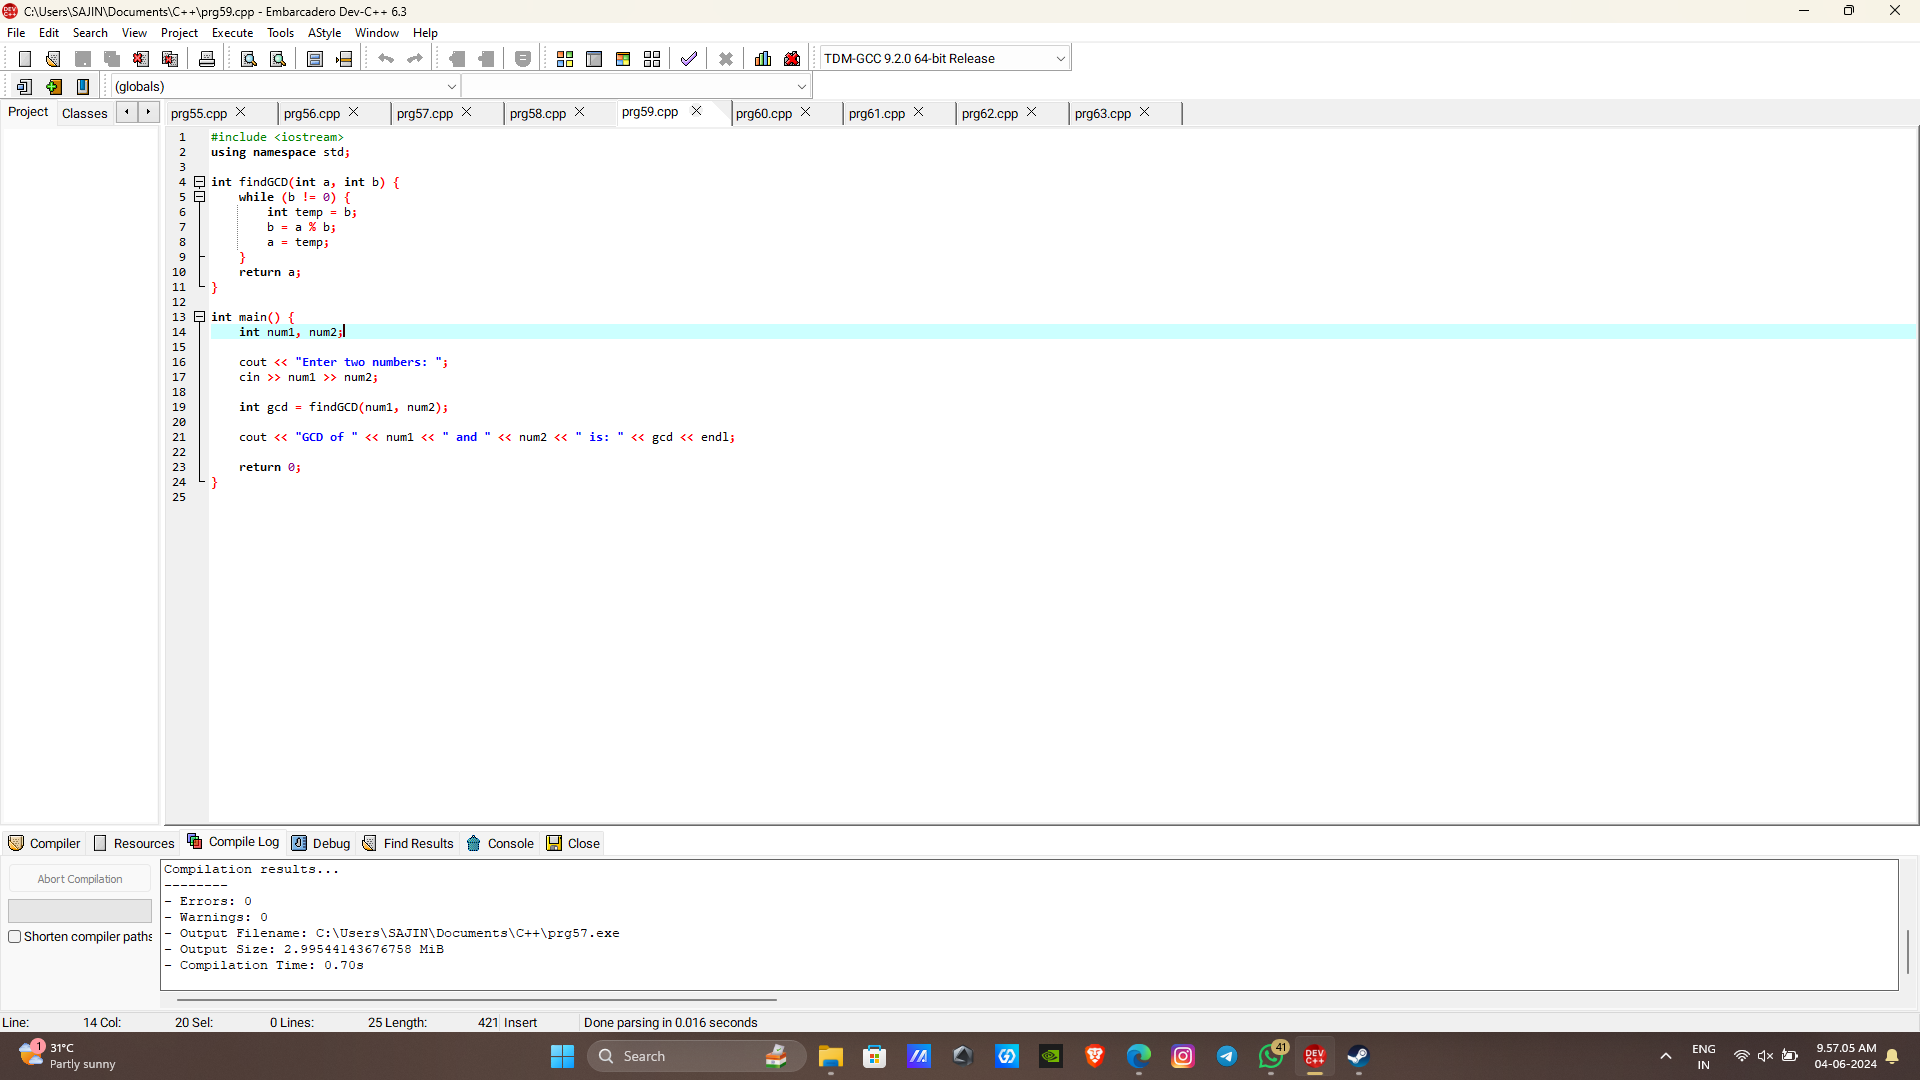 C:\Users\SAJIN\Documents\C++\prg59.cpp - Embarcadero Dev-C++ 6.3
File Edit Search View Project Execute Tools AStyle Window Help
TDM-GCC 9.2.0 64-bit Release
(globals)
Project Classes prg55.cpp prg56.cpp prg57.cpp prg58.cpp prg59.cpp prg60.cpp prg61.cpp prg62.cpp prg63.cpp
1 #include <iostream>
2 using namespace std;
3
4 int findGCD(int a, int b) {
5     while (b != 0) {
6         int temp = b;
7         b = a % b;
8         a = temp;
9     }
10     return a;
11 }
12
13 int main() {
14     int num1, num2;
15
16     cout << "Enter two numbers: ";
17     cin >> num1 >> num2;
18
19     int gcd = findGCD(num1, num2);
20
21     cout << "GCD of " << num1 << " and " << num2 << " is: " << gcd << endl;
22
23     return 0;
24 }
25
Compiler Resources Compile Log Debug Find Results Console Close
Abort Compilation
Shorten compiler paths
Compilation results...
--------
- Errors: 0
- Warnings: 0
- Output Filename: C:\Users\SAJIN\Documents\C++\prg57.exe
- Output Size: 2.99544143676758 MiB
- Compilation Time: 0.70s
Line: 14 Col: 20 Sel: 0 Lines: 25 Length: 421 Insert Done parsing in 0.016 seconds
1
31°C
Partly sunny
Search
41
DEV
C++
ENG
IN
9.57.05 AM
04-06-2024